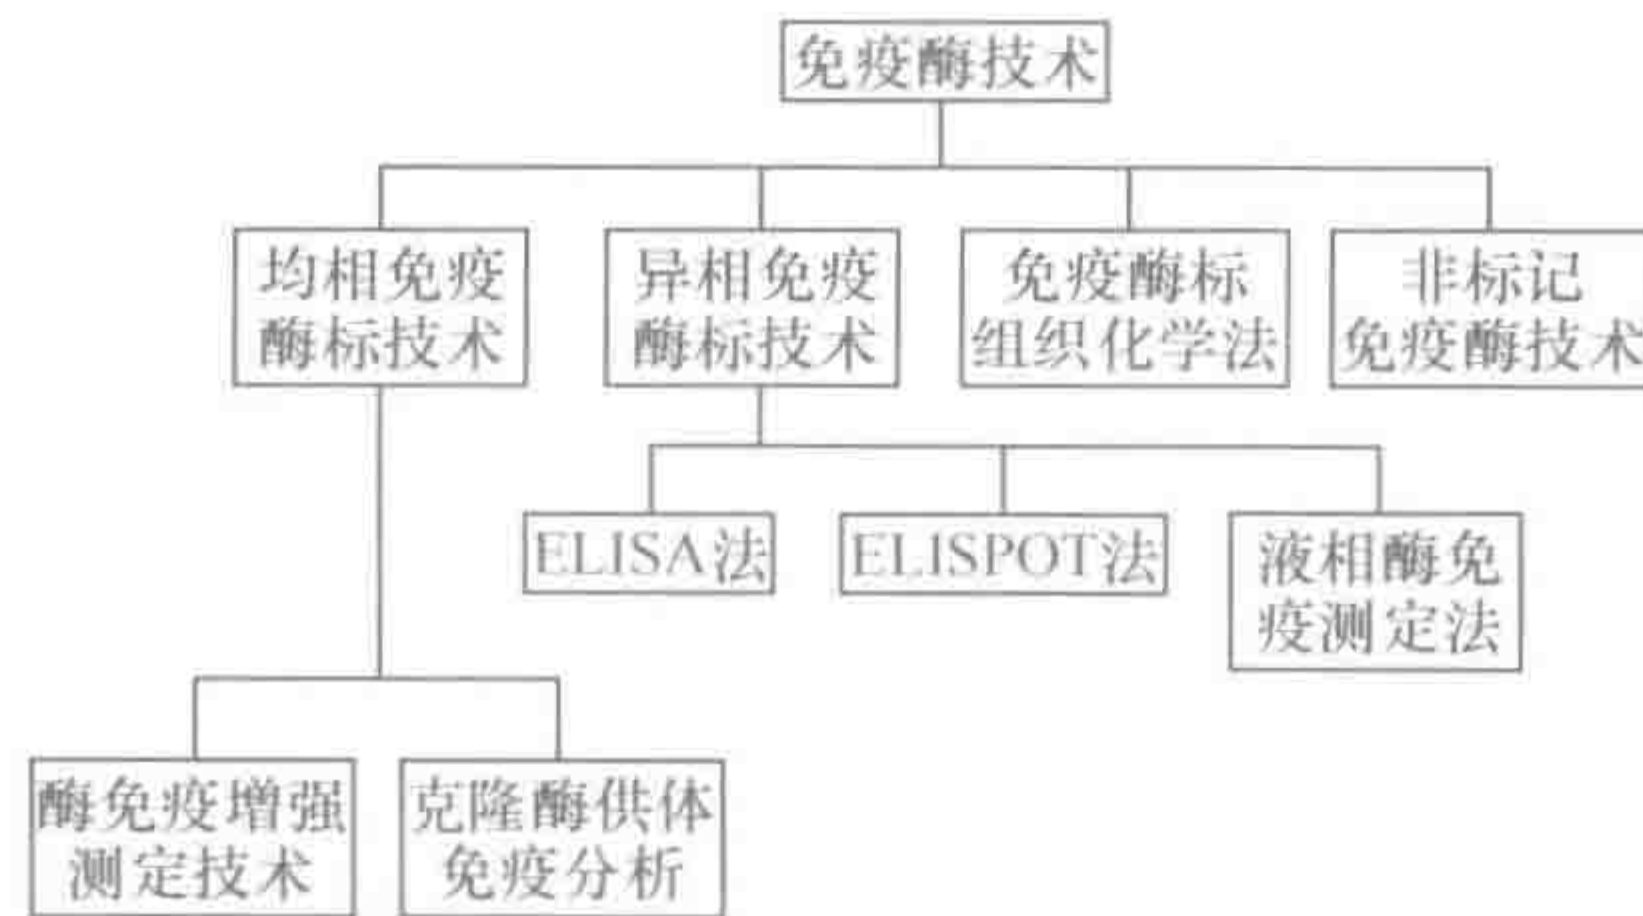 免疫酶技术
均相免疫
酶标技术
异相免疫
酶标技术
免疫酶标
组织化学法
非标记
免疫酶技术
ELISA法
ELISPOT法
液相酶免
疫测定法
酶免疫增强
测定技术
克隆酶供体
免疫分析